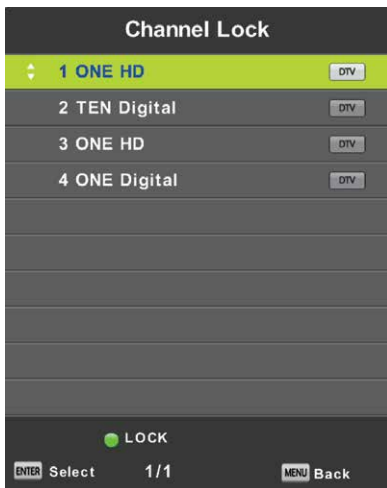 Channel Lock
1 ONE HD DTV
2 TEN Digital DTV
3 ONE HD DTV
4 ONE Digital DTV
LOCK
ENTER Select 1/1 MENU Back